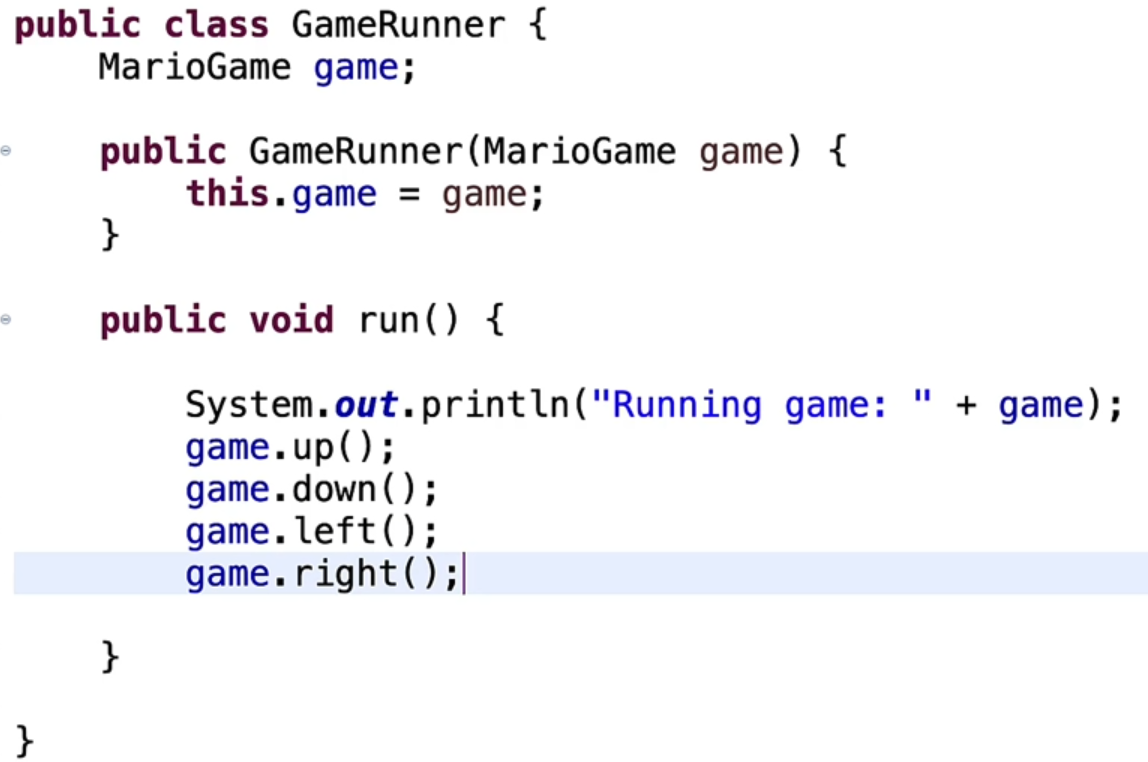 public class GameRunner {
    MarioGame game;
    public GameRunner(MarioGame game) {
        this.game = game;
    }
    public void run() {
        System.out.println("Running game: " + game);
        game.up();
        game.down();
        game.left();
        game.right();
    }
}